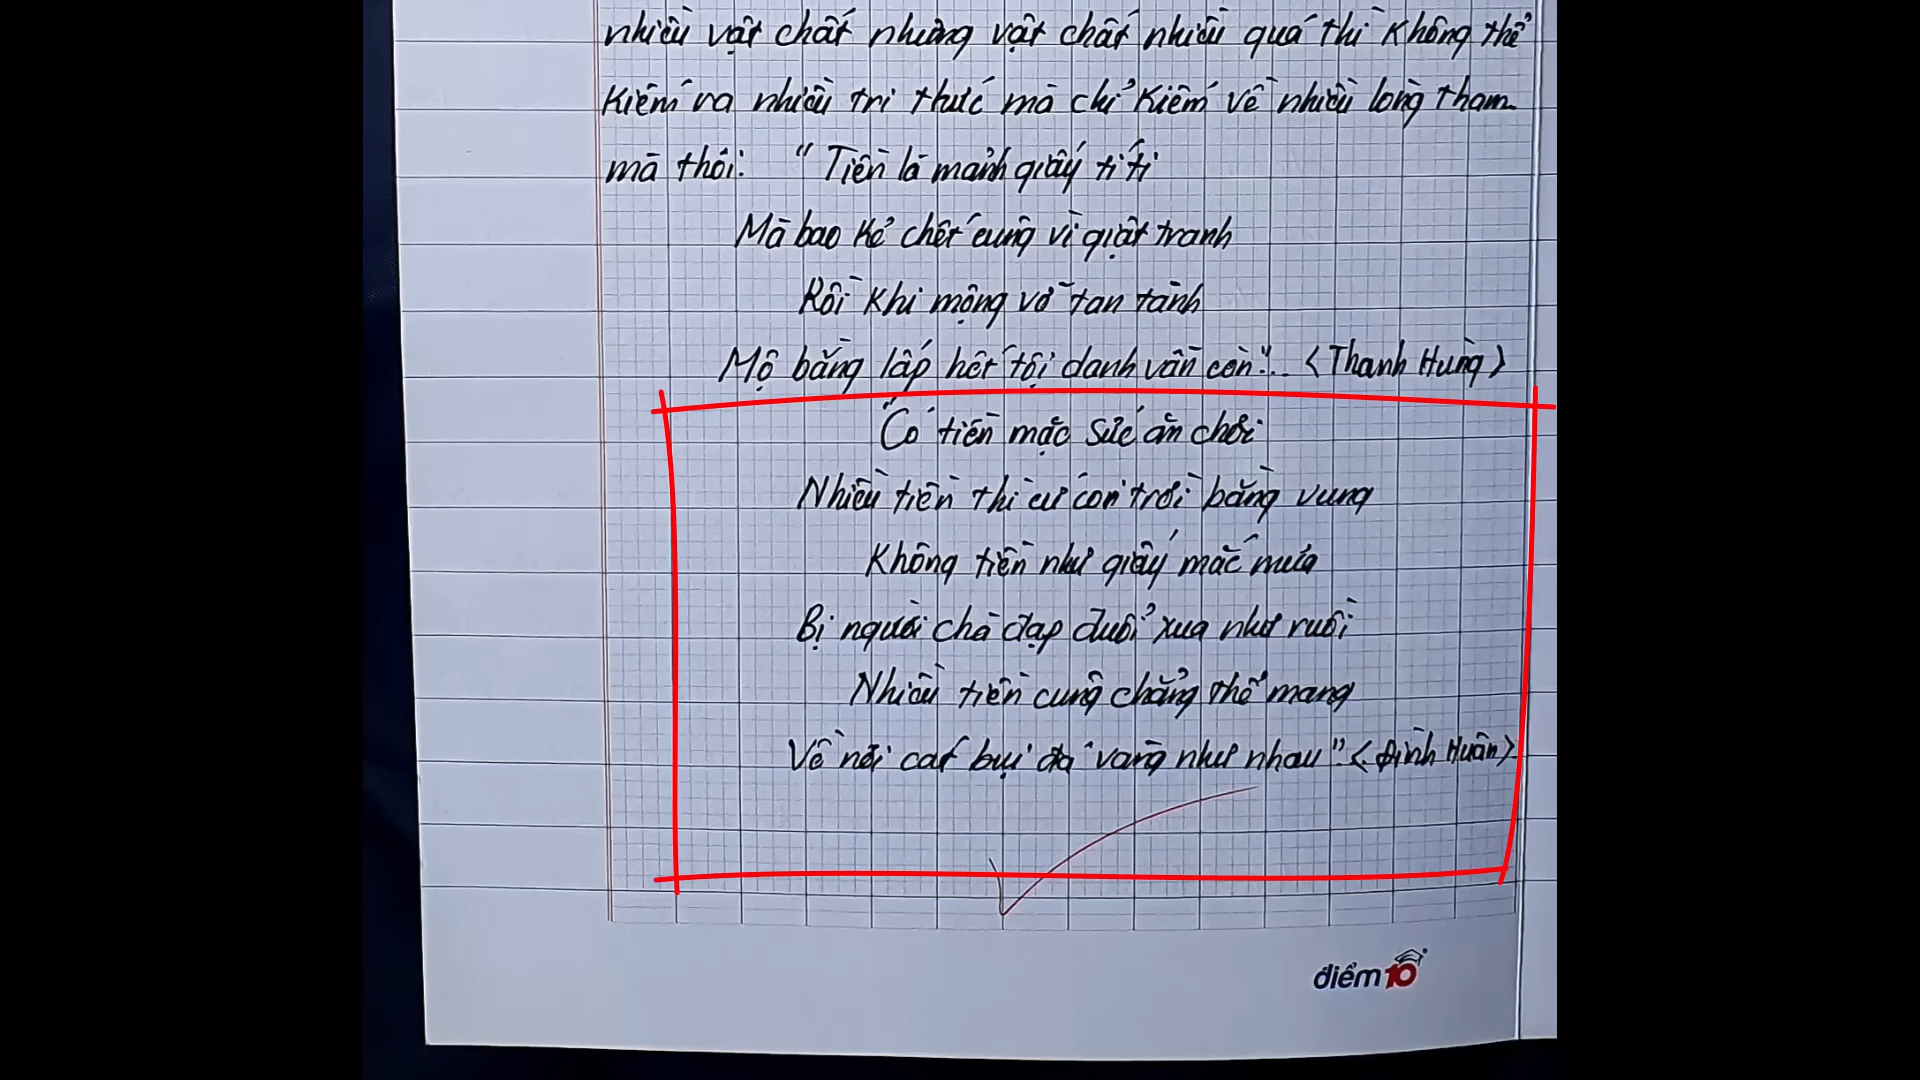 nhiều vật chất nhưng vật chất nhiều quá thì không thể
kiếm ra nhiều tri thức mà chỉ kiếm về nhiều lòng tham
mà thôi: "Tiền là mảnh giấy ti ti
Mà bao kẻ chết cũng vì giật tranh
Rồi khi mộng vỡ tan tành
Mộ bằng lấp hết tội danh vẫn còn".. <Thanh Hùng>
"Có tiền mặc sức ăn chơi
Nhiều tiền thì cứ coi trời bằng vung
Không tiền như giấy mắc mưa
Bị người chà đạp đuổi xua như ruồi
Nhiều tiền cũng chẳng thể mang
Về nơi cát bụi đá vàng như nhau". <Đình Huân>
điểm 10